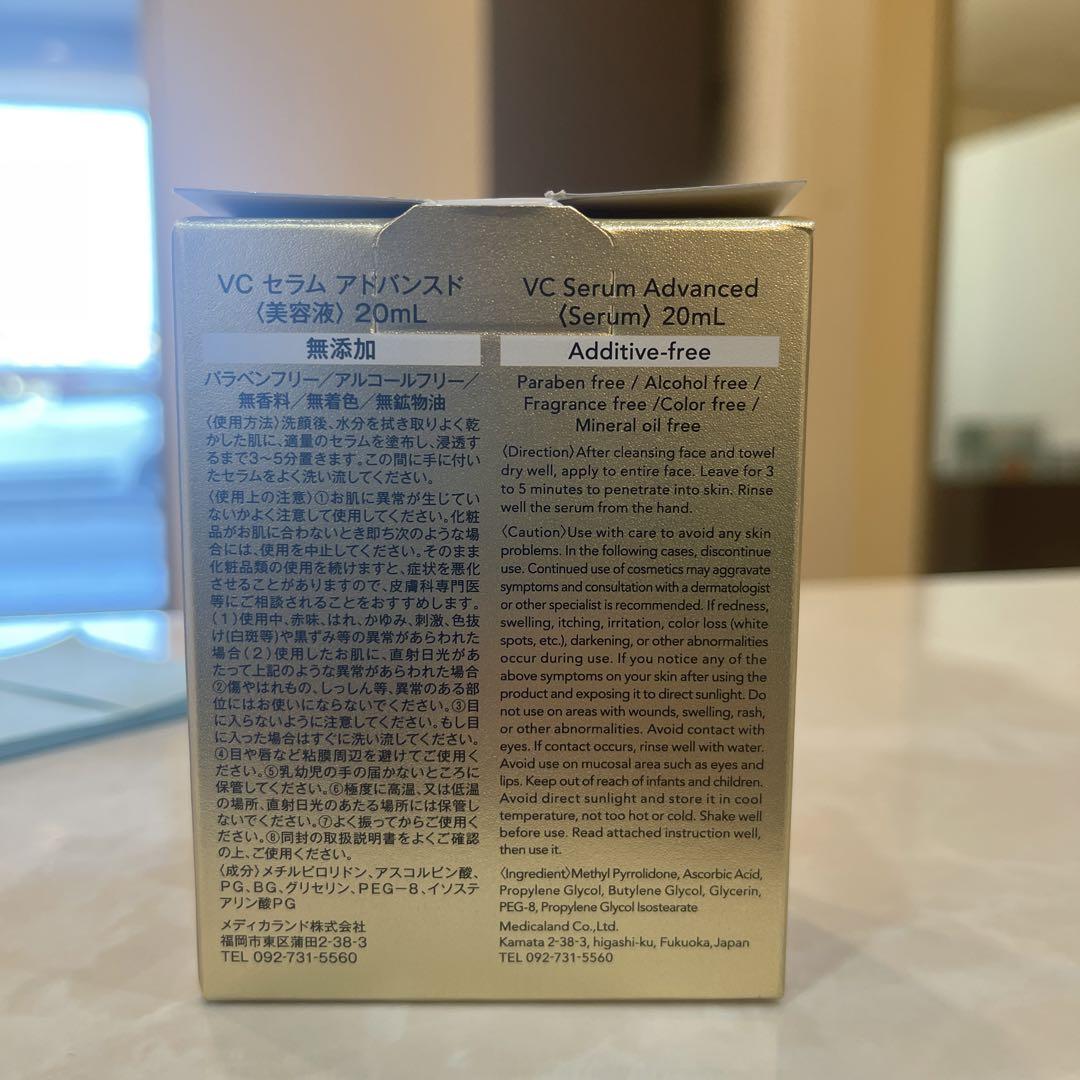 VC セラム アドバンスド
〈美容液〉 20mL
無添加
パラベンフリー／アルコールフリー／
無香料／無着色／無鉱物油
〈使用方法〉洗顔後、水分を拭き取りよく乾
かした肌に、適量のセラムを塗布し、浸透す
るまで3〜5分置きます。この間に手に付い
たセラムをよく洗い流してください。
〈使用上の注意〉①お肌に異常が生じてい
ないかよく注意して使用してください。化粧
品がお肌に合わないとき即ち次のような場
合には、使用を中止してください。そのまま
化粧品類の使用を続けますと、症状を悪化
させることがありますので、皮膚科専門医
等にご相談されることをおすすめします。
(1)使用中、赤味、はれ、かゆみ、刺激、色抜
け(白斑等)や黒ずみ等の異常があらわれた
場合(2)使用したお肌に、直射日光があ
たって上記のような異常があらわれた場合
②傷やはれもの、しっしん等、異常のある部
位にはお使いにならないでください。③目
に入らないように注意してください。もし目
に入った場合はすぐに洗い流してください。
④目や唇など粘膜周辺を避けてご使用く
ださい。⑤乳幼児の手の届かないところに
保管してください。⑥極度に高温、又は低温
の場所、直射日光のあたる場所には保管し
ないでください。⑦よく振ってからご使用く
ださい。⑧同封の取扱説明書をよくご確認
の上、ご使用ください。
〈成分〉メチルピロリドン、アスコルビン酸、
PG、BG、グリセリン、PEG－8、イソステ
アリン酸PG
メディカランド株式会社
福岡市東区蒲田2-38-3
TEL 092-731-5560
VC Serum Advanced
〈Serum〉 20mL
Additive-free
Paraben free / Alcohol free /
Fragrance free /Color free /
Mineral oil free
〈Direction〉After cleansing face and towel
dry well, apply to entire face. Leave for 3
to 5 minutes to penetrate into skin. Rinse
well the serum from the hand.
〈Caution〉Use with care to avoid any skin
problems. In the following cases, discontinue
use. Continued use of cosmetics may aggravate
symptoms and consultation with a dermatologist
or other specialist is recommended. If redness,
swelling, itching, irritation, color loss (white
spots, etc.), darkening, or other abnormalities
occur during use. If you notice any of the
above symptoms on your skin after using the
product and exposing it to direct sunlight. Do
not use on areas with wounds, swelling, rash,
or other abnormalities. Avoid contact with
eyes. If contact occurs, rinse well with water.
Avoid use on mucosal area such as eyes and
lips. Keep out of reach of infants and children.
Avoid direct sunlight and store it in cool
temperature, not too hot or cold. Shake well
before use. Read attached instruction well,
then use it.
〈Ingredient〉Methyl Pyrrolidone, Ascorbic Acid,
Propylene Glycol, Butylene Glycol, Glycerin,
PEG-8, Propylene Glycol Isostearate
Medicaland Co.,Ltd.
Kamata 2-38-3, higashi-ku, Fukuoka,Japan
TEL 092-731-5560